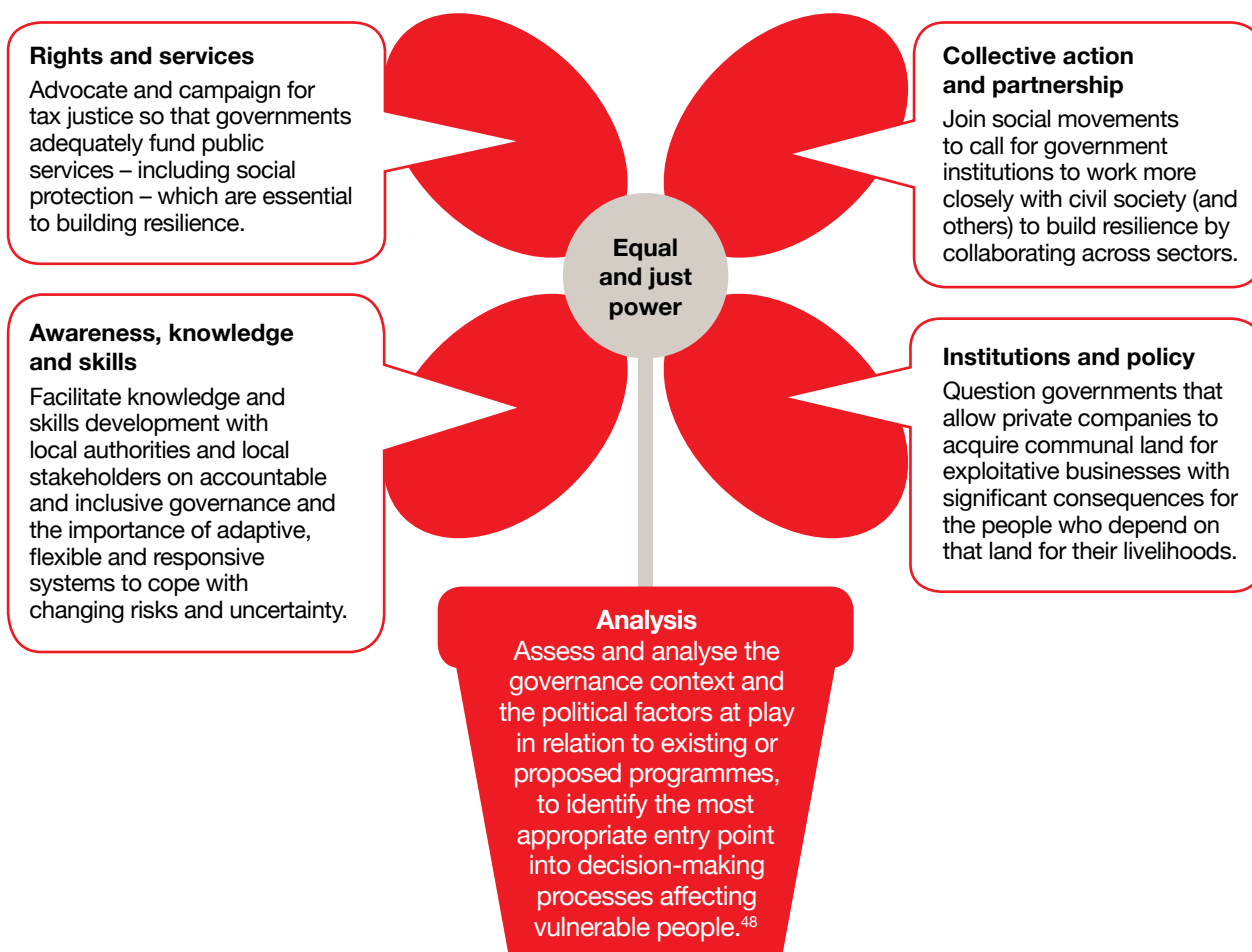 Rights and services
Advocate and campaign for
tax justice so that governments
adequately fund public
services – including social
protection – which are essential
to building resilience.
Collective action
and partnership
Join social movements
to call for government
institutions to work more
closely with civil society (and
others) to build resilience by
collaborating across sectors.
Equal
and just
power
Awareness, knowledge
and skills
Facilitate knowledge and
skills development with
local authorities and local
stakeholders on accountable
and inclusive governance and
the importance of adaptive,
flexible and responsive
systems to cope with
changing risks and uncertainty.
Institutions and policy
Question governments that
allow private companies to
acquire communal land for
exploitative businesses with
significant consequences for
the people who depend on
that land for their livelihoods.
Analysis
Assess and analyse the
governance context and
the political factors at play
in relation to existing or
proposed programmes,
to identify the most
appropriate entry point
into decision-making
processes affecting
vulnerable people.48